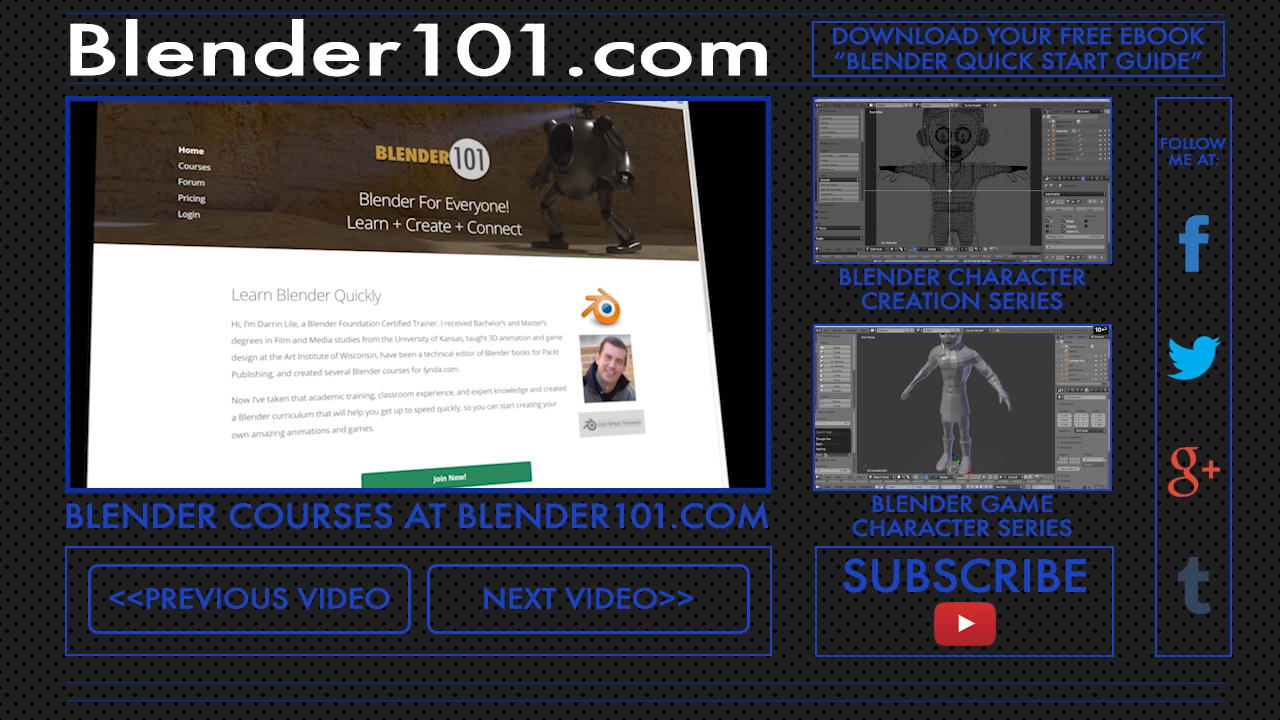 Blender101.com
DOWNLOAD YOUR FREE EBOOK
“BLENDER QUICK START GUIDE”
Home
Courses
Forum
Pricing
Login
BLENDER 101
Blender For Everyone!
Learn + Create + Connect
Learn Blender Quickly
Hi, I'm Darrin Lile, a Blender Foundation Certified Trainer. I received Bachelor's and Master's
degrees in Film and Media studies from the University of Kansas, taught 3D animation and game
design at the Art Institute of Wisconsin, have been a technical editor of Blender books for Packt
Publishing, and created several Blender courses for lynda.com.
Now I've taken that academic training, classroom experience, and expert knowledge and created
a Blender curriculum that will help you get up to speed quickly, so you can start creating your
own amazing animations and games.
CERTIFIED TRAINER
Join Now!
BLENDER COURSES AT BLENDER101.COM
<<PREVIOUS VIDEO
NEXT VIDEO>>
BLENDER CHARACTER
CREATION SERIES
BLENDER GAME
CHARACTER SERIES
SUBSCRIBE
FOLLOW
ME AT:
f
g+
t